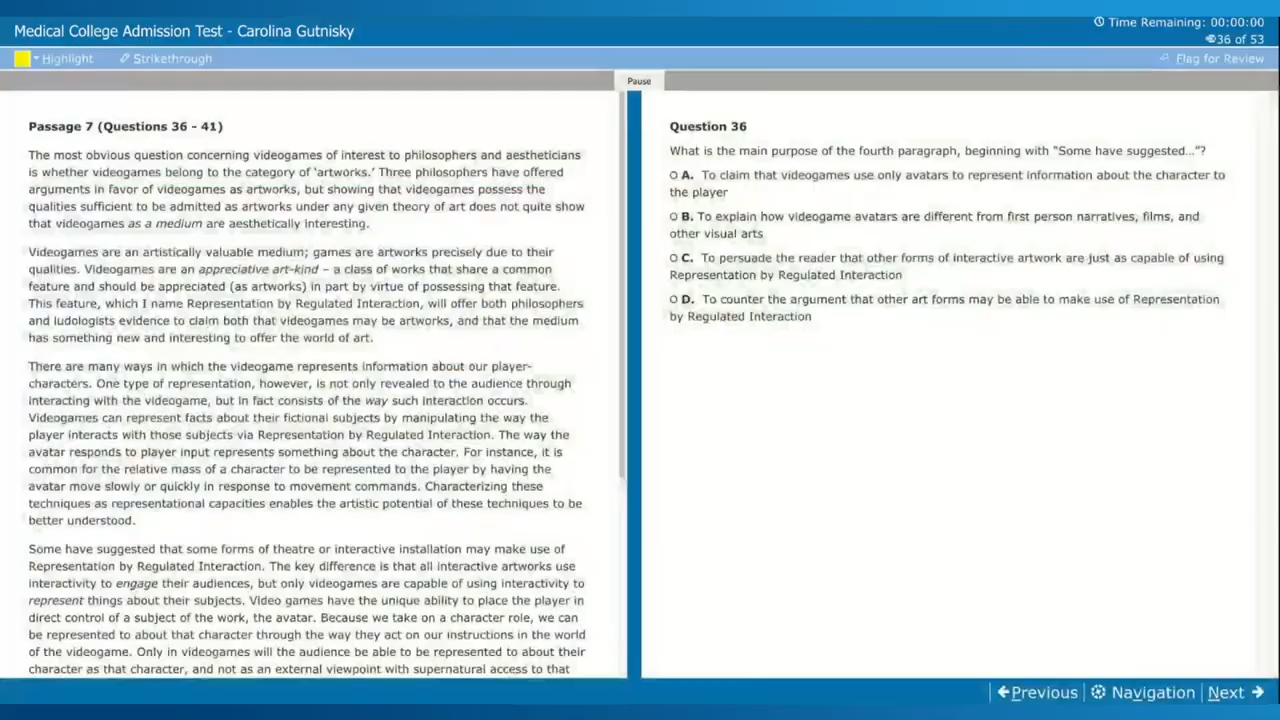 Medical College Admission Test - Carolina Gutnisky
Time Remaining: 00:00:00
36 of 53
Highlight
Strikethrough
Flag for Review
Pause
Passage 7 (Questions 36 - 41)
The most obvious question concerning videogames of interest to philosophers and aestheticians
is whether videogames belong to the category of 'artworks.' Three philosophers have offered
arguments in favor of videogames as artworks, but showing that videogames possess the
qualities sufficient to be admitted as artworks under any given theory of art does not quite show
that videogames as a medium are aesthetically interesting.
Videogames are an artistically valuable medium; games are artworks precisely due to their
qualities. Videogames are an appreciative art-kind – a class of works that share a common
feature and should be appreciated (as artworks) in part by virtue of possessing that feature.
This feature, which I name Representation by Regulated Interaction, will offer both philosophers
and ludologists evidence to claim both that videogames may be artworks, and that the medium
has something new and interesting to offer the world of art.
There are many ways in which the videogame represents information about our player-
characters. One type of representation, however, is not only revealed to the audience through
interacting with the videogame, but in fact consists of the way such interaction occurs.
Videogames can represent facts about their fictional subjects by manipulating the way the
player interacts with those subjects via Representation by Regulated Interaction. The way the
avatar responds to player input represents something about the character. For instance, it is
common for the relative mass of a character to be represented to the player by having the
avatar move slowly or quickly in response to movement commands. Characterizing these
techniques as representational capacities enables the artistic potential of these techniques to be
better understood.
Some have suggested that some forms of theatre or interactive installation may make use of
Representation by Regulated Interaction. The key difference is that all interactive artworks use
interactivity to engage their audiences, but only videogames are capable of using interactivity to
represent things about their subjects. Video games have the unique ability to place the player in
direct control of a subject of the work, the avatar. Because we take on a character role, we can
be represented to about that character through the way they act on our instructions in the world
of the videogame. Only in videogames will the audience be able to be represented to about their
character as that character, and not as an external viewpoint with supernatural access to that
Question 36
What is the main purpose of the fourth paragraph, beginning with "Some have suggested..."?
A. To claim that videogames use only avatars to represent information about the character to
the player
B. To explain how videogame avatars are different from first person narratives, films, and
other visual arts
C. To persuade the reader that other forms of interactive artwork are just as capable of using
Representation by Regulated Interaction
D. To counter the argument that other art forms may be able to make use of Representation
by Regulated Interaction
Previous
Navigation
Next